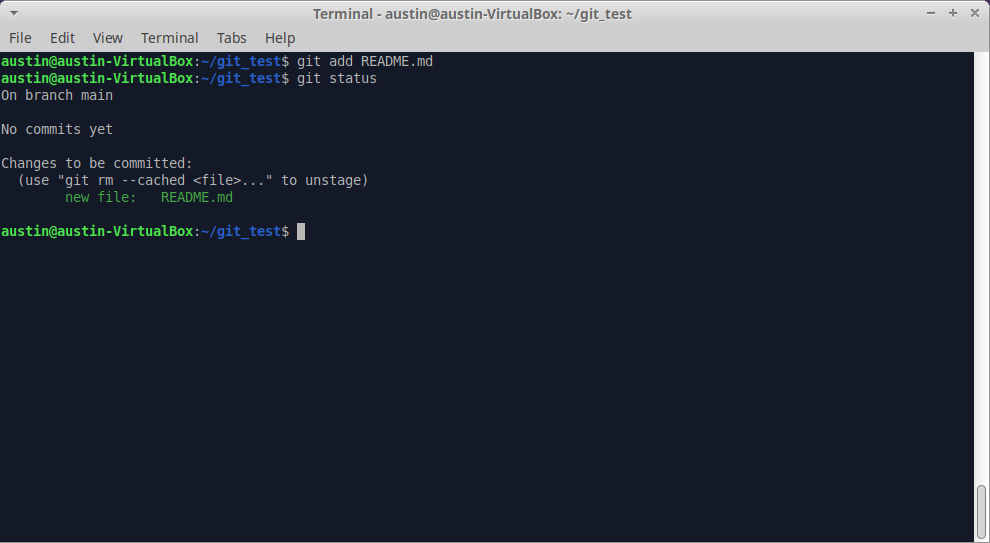 Terminal - austin@austin-VirtualBox: ~/git_test
File Edit View Terminal Tabs Help
austin@austin-VirtualBox:~/git_test$ git add README.md
austin@austin-VirtualBox:~/git_test$ git status
On branch main
No commits yet
Changes to be committed:
  (use "git rm --cached <file>..." to unstage)
        new file:   README.md
austin@austin-VirtualBox:~/git_test$